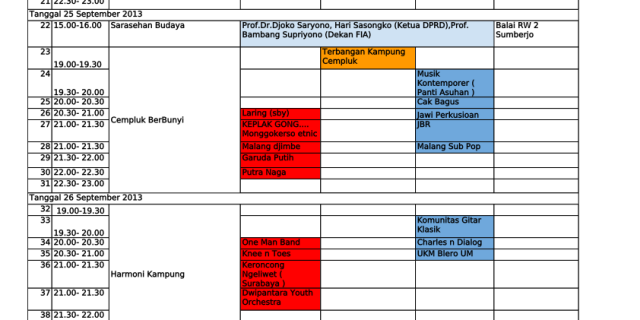 21 22.30- 23.00
Tanggal 25 September 2013
22 15.00-16.00 Sarasehan Budaya Prof.Dr.Djoko Saryono, Hari Sasongko (Ketua DPRD),Prof. Balai RW 2
Bambang Supriyono (Dekan FIA) Sumberjo
23 Terbangan Kampung
19.00-19.30 Cempluk
24 Musik
Kontemporer (
19.30- 20.00 Panti Asuhan )
25 20.00- 20.30 Cak Bagus
26 20.30- 21.00 Laring (sby) Jawi Perkusioan
Cempluk BerBunyi
27 21.00- 21.30 KEPLAK GONG... JBR
Monggokerso etnic
28 21.00- 21.30 Malang djimbe Malang Sub Pop
29 21.30- 22.00 Garuda Putih
30 22.00- 22.30 Putra Naga
31 22.30- 23.00
Tanggal 26 September 2013
32 19.00-19.30
33 Komunitas Gitar
19.30- 20.00 Klasik
34 20.00- 20.30 One Man Band Charles n Dialog
35 20.30- 21.00 Knee n Toes UKM Blero UM
36 21.00- 21.30 Keroncong
Harmoni Kampung Ngeliwet (
Surabaya )
37 21.00- 21.30 Dwipantara Youth
Orchestra
38 21.30- 22.00